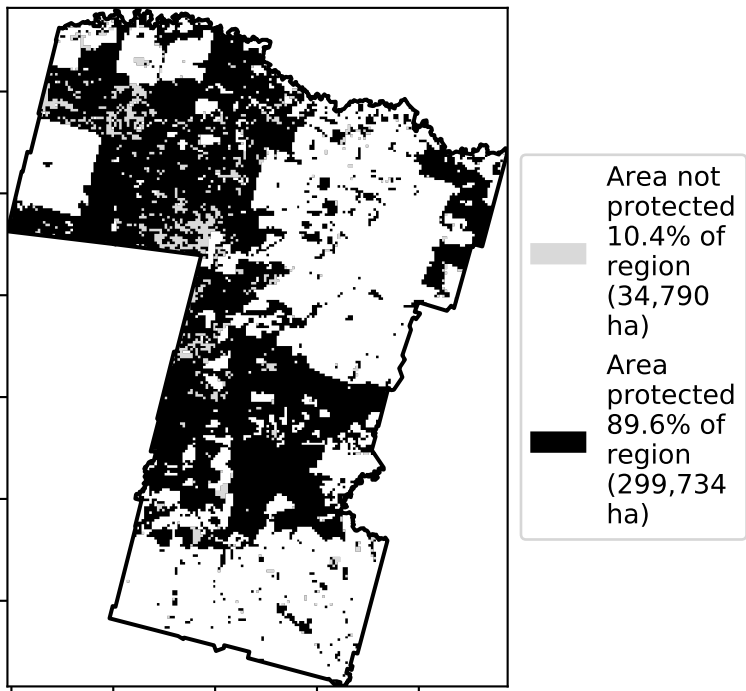 Area not
protected
10.4% of
region
(34,790
ha)
Area
protected
89.6% of
region
(299,734
ha)